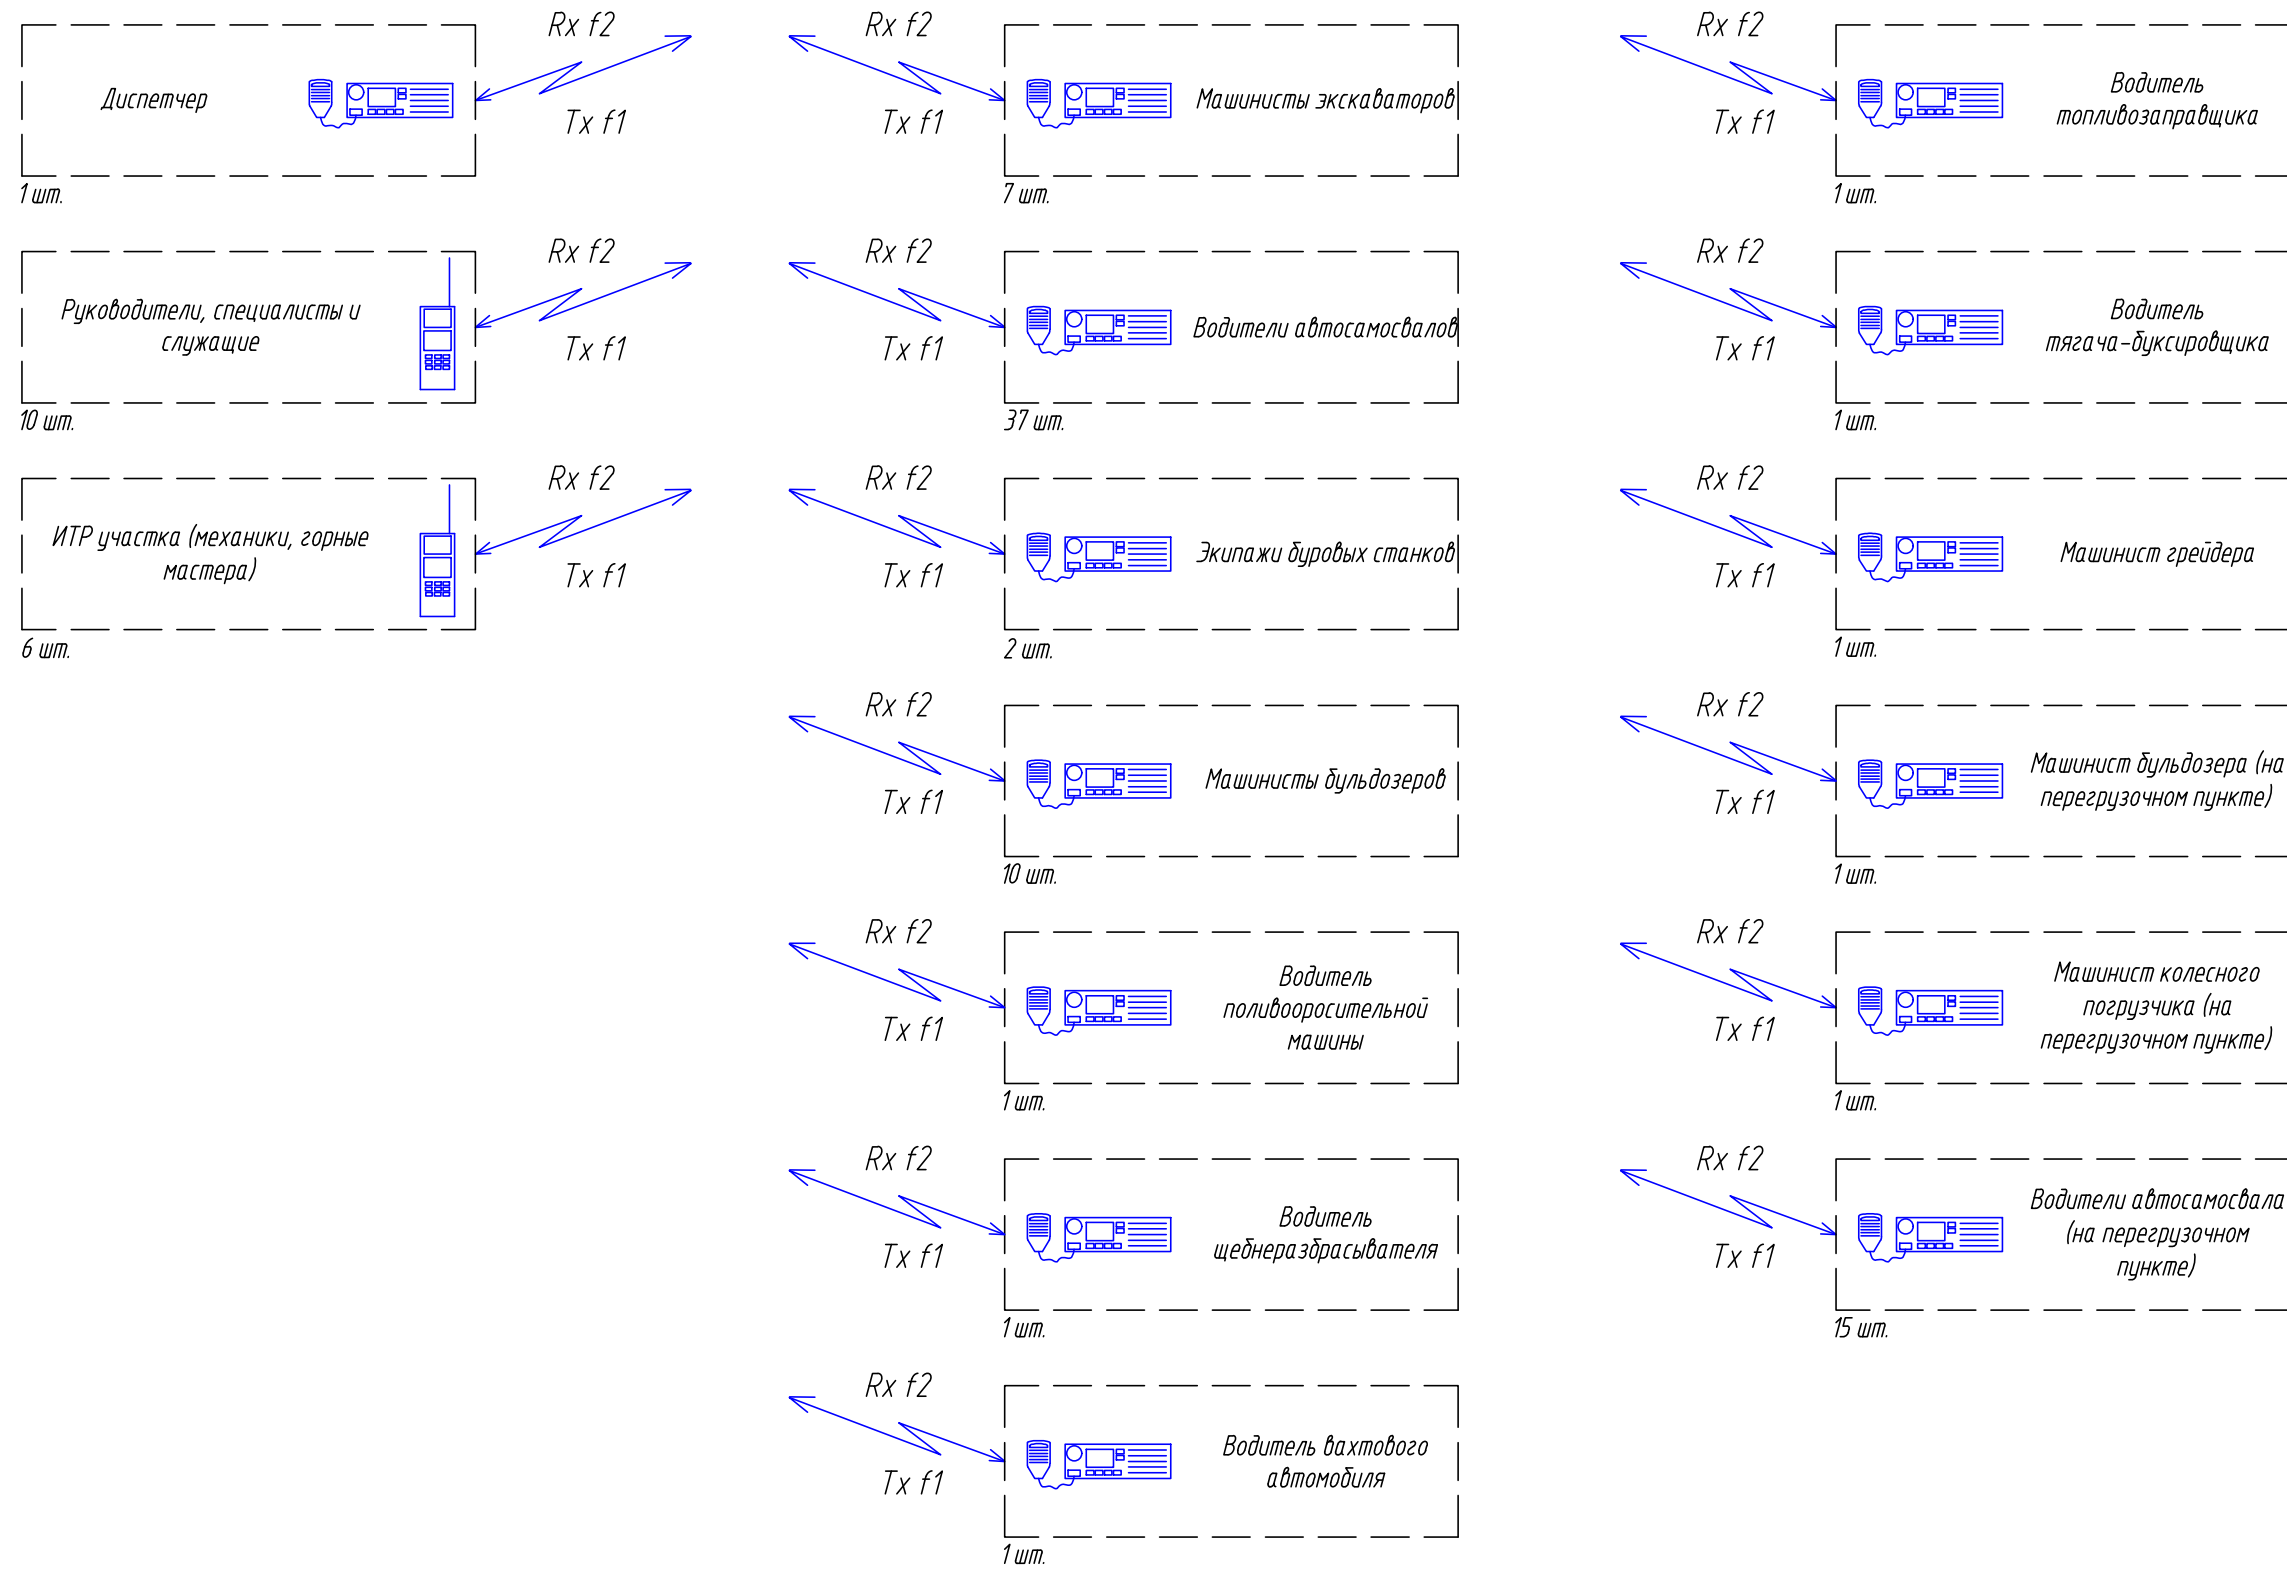 Rx f2
Диспетчер
Tx f1
1 шт.
Rx f2
Руководители, специалисты и
служащие
Tx f1
10 шт.
Rx f2
ИТР участка (механики, горные
мастера)
Tx f1
6 шт.
Rx f2
Машинисты экскаваторов
Tx f1
7 шт.
Rx f2
Водители автосамосвалов
Tx f1
37 шт.
Rx f2
Экипажи буровых станков
Tx f1
2 шт.
Rx f2
Машинисты бульдозеров
Tx f1
10 шт.
Rx f2
Водитель
поливооросительной
машины
Tx f1
1 шт.
Rx f2
Водитель
щебнеразбрасывателя
Tx f1
1 шт.
Rx f2
Водитель вахтового
автомобиля
Tx f1
1 шт.
Rx f2
Водитель
топливозаправщика
Tx f1
1 шт.
Rx f2
Водитель
тягача-буксировщика
Tx f1
1 шт.
Rx f2
Машинист грейдера
Tx f1
1 шт.
Rx f2
Машинист бульдозера (на
перегрузочном пункте)
Tx f1
1 шт.
Rx f2
Машинист колесного
погрузчика (на
перегрузочном пункте)
Tx f1
1 шт.
Rx f2
Водители автосамосвала
(на перегрузочном
пункте)
Tx f1
15 шт.